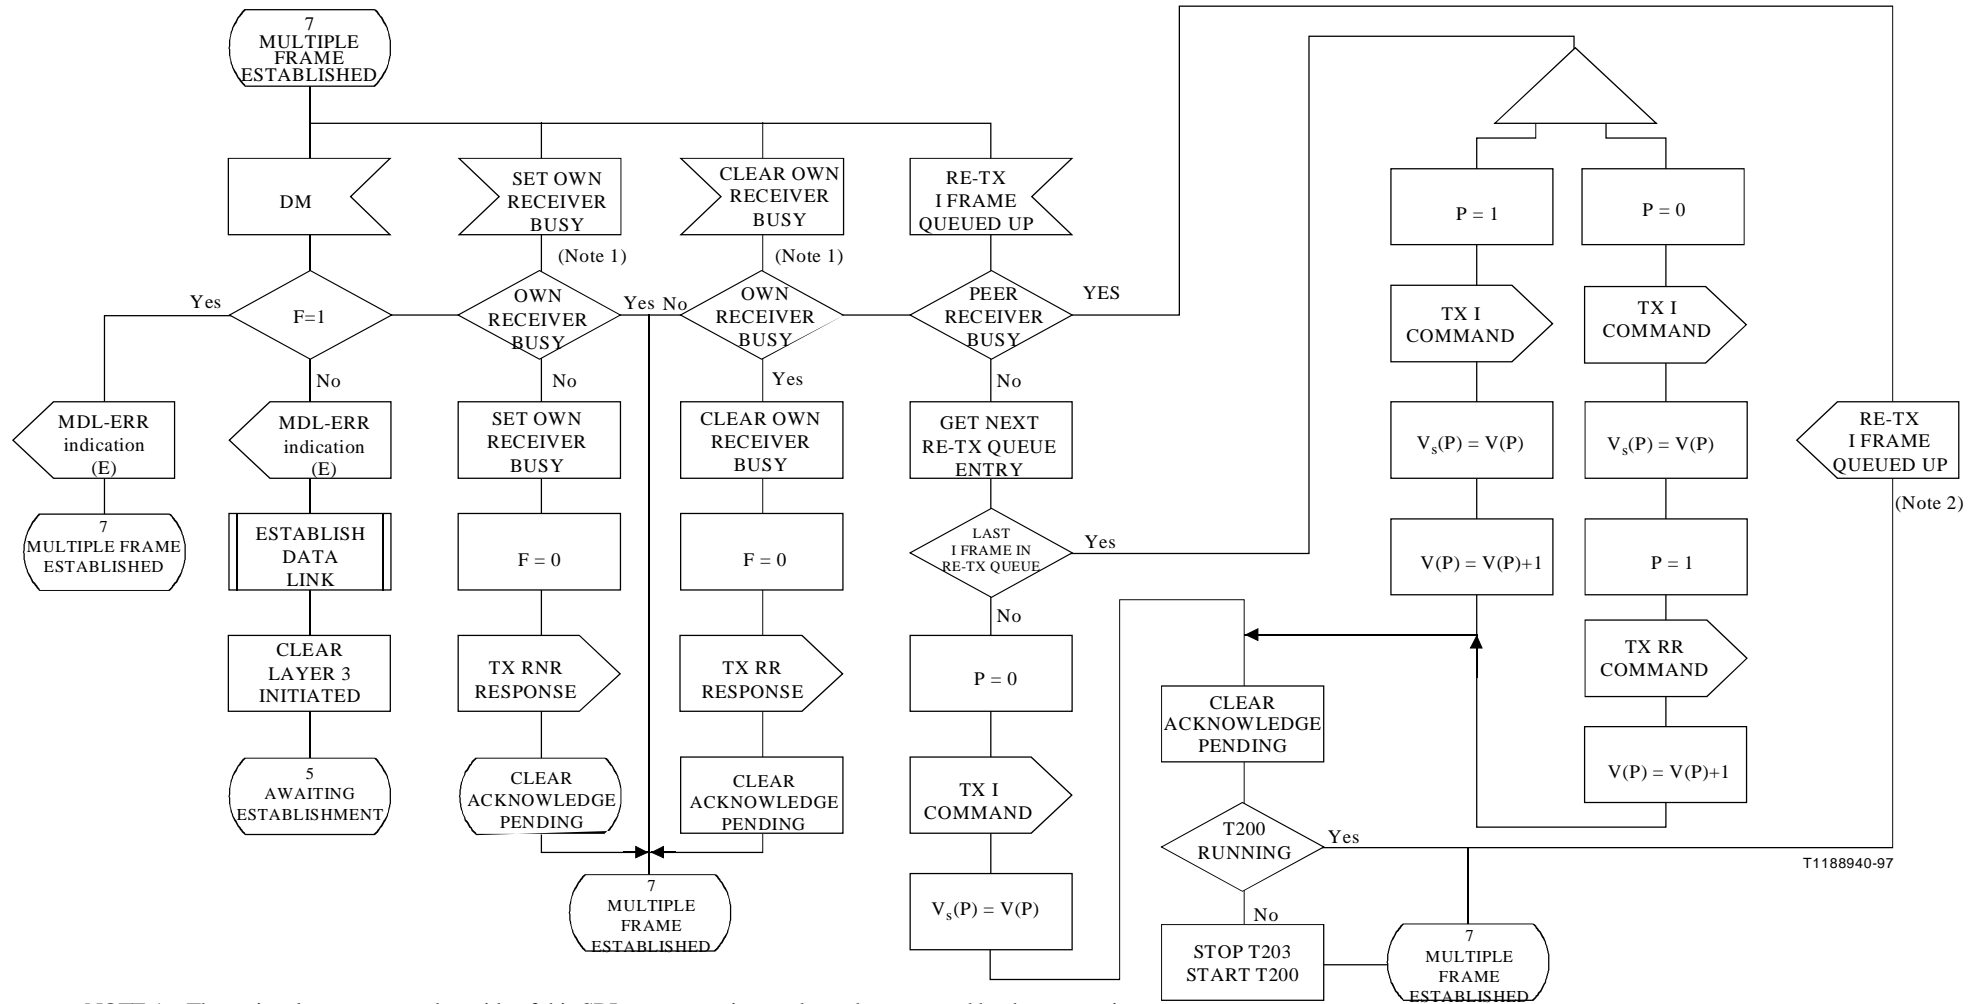 7
MULTIPLE
FRAME
ESTABLISHED
DM
SET OWN
RECEIVER
BUSY
CLEAR OWN
RECEIVER
BUSY
RE-TX
I FRAME
QUEUED UP
(Note 1)
(Note 1)
Yes
F=1
No
OWN
RECEIVER
BUSY
Yes
No
No
OWN
RECEIVER
BUSY
Yes
PEER
RECEIVER
BUSY
YES
No
MDL-ERR
indication
(E)
7
MULTIPLE FRAME
ESTABLISHED
MDL-ERR
indication
(E)
ESTABLISH
DATA
LINK
CLEAR
LAYER 3
INITIATED
5
AWAITING
ESTABLISHMENT
SET OWN
RECEIVER
BUSY
F = 0
TX RNR
RESPONSE
CLEAR
ACKNOWLEDGE
PENDING
CLEAR OWN
RECEIVER
BUSY
F = 0
TX RR
RESPONSE
CLEAR
ACKNOWLEDGE
PENDING
7
MULTIPLE
FRAME
ESTABLISHED
GET NEXT
RE-TX QUEUE
ENTRY
LAST
I FRAME IN
RE-TX QUEUE
Yes
No
P = 0
TX I
COMMAND
Vs(P) = V(P)
CLEAR
ACKNOWLEDGE
PENDING
T200
RUNNING
Yes
No
STOP T203
START T200
7
MULTIPLE
FRAME
ESTABLISHED
P = 1
TX I
COMMAND
Vs(P) = V(P)
V(P) = V(P)+1
P = 0
TX I
COMMAND
Vs(P) = V(P)
P = 1
TX RR
COMMAND
V(P) = V(P)+1
RE-TX
I FRAME
QUEUED UP
(Note 2)
T1188940-97